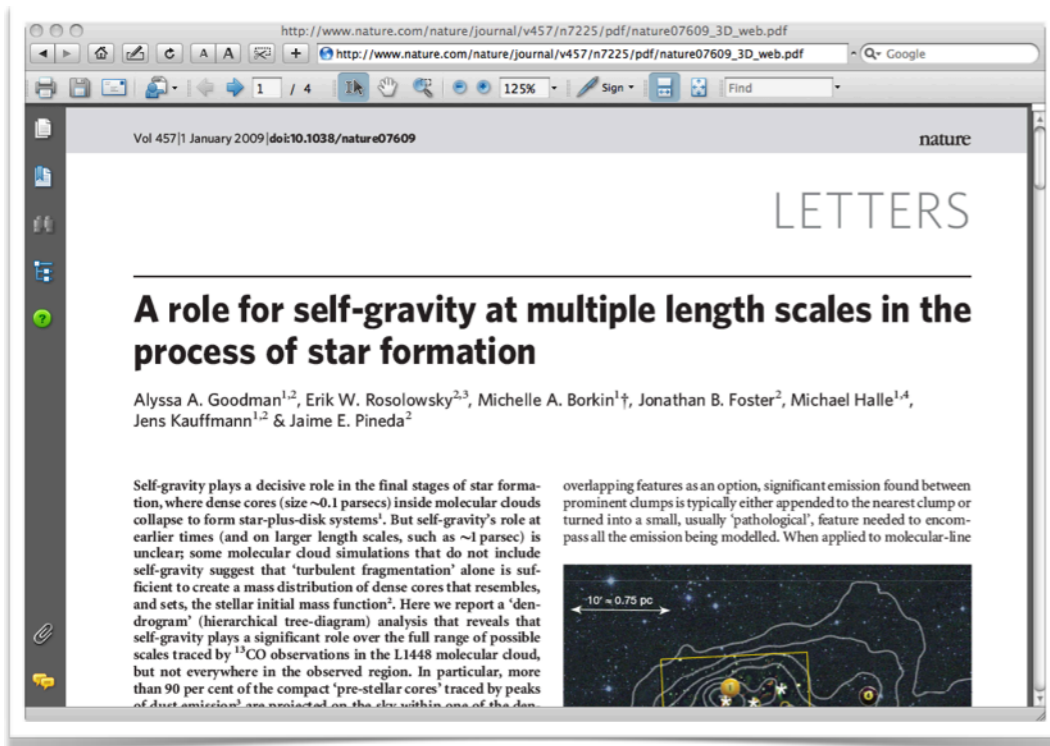 http://www.nature.com/nature/journal/v457/n7225/pdf/nature07609_3D_web.pdf
A A + http://www.nature.com/nature/journal/v457/n7225/pdf/nature07609_3D_web.pdf Q Google
1 / 4 125% Sign Find
Vol 457|1 January 2009|doi:10.1038/nature07609 nature
LETTERS
A role for self-gravity at multiple length scales in the
process of star formation
Alyssa A. Goodman1,2, Erik W. Rosolowsky2,3, Michelle A. Borkin1†, Jonathan B. Foster2, Michael Halle1,4,
Jens Kauffmann1,2 & Jaime E. Pineda2
Self-gravity plays a decisive role in the final stages of star forma-
tion, where dense cores (size ~0.1 parsecs) inside molecular clouds
collapse to form star-plus-disk systems1. But self-gravity's role at
earlier times (and on larger length scales, such as ~1 parsec) is
unclear; some molecular cloud simulations that do not include
self-gravity suggest that 'turbulent fragmentation' alone is suf-
ficient to create a mass distribution of dense cores that resembles,
and sets, the stellar initial mass function2. Here we report a 'den-
drogram' (hierarchical tree-diagram) analysis that reveals that
self-gravity plays a significant role over the full range of possible
scales traced by 13CO observations in the L1448 molecular cloud,
but not everywhere in the observed region. In particular, more
than 90 per cent of the compact 'pre-stellar cores' traced by peaks
of dust emission3 are projected on the sky within one of the den-
overlapping features as an option, significant emission found between
prominent clumps is typically either appended to the nearest clump or
turned into a small, usually 'pathological', feature needed to encom-
pass all the emission being modelled. When applied to molecular-line
10′ ≈ 0.75 pc